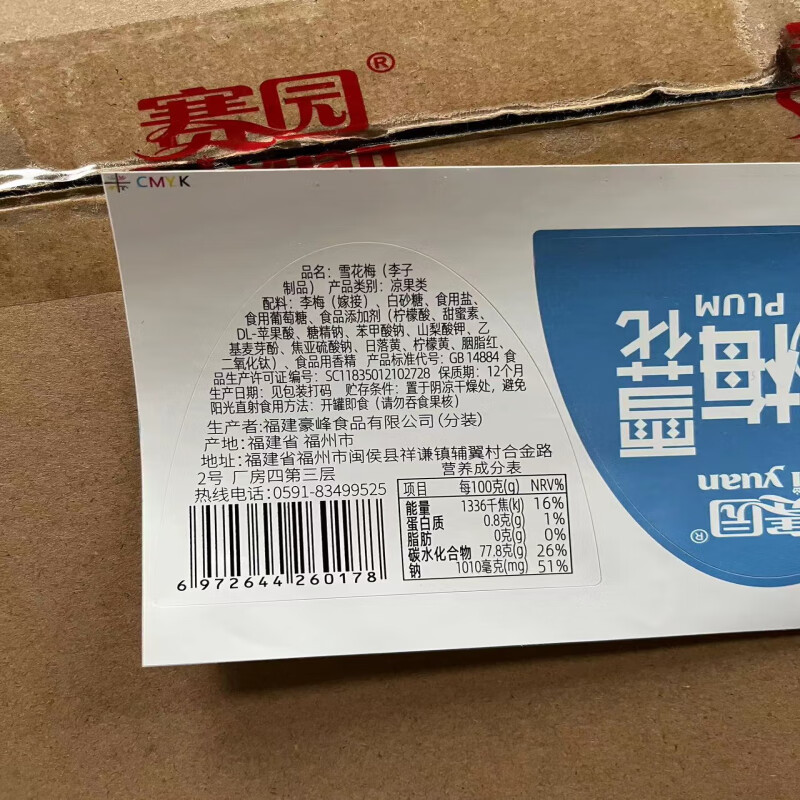 赛园®
CMYK
品名：雪花梅（李子
制品） 产品类别：凉果类
配料：李梅（嫁接）、白砂糖、食用盐、
食用葡萄糖、食品添加剂（柠檬酸、甜蜜素、
DL-苹果酸、糖精钠、苯甲酸钠、山梨酸钾、乙
基麦芽酚、焦亚硫酸钠、日落黄、柠檬黄、胭脂红、
二氧化钛）、食品用香精 产品标准代号：GB 14884 食
品生产许可证编号：SC11835012102728 保质期：12个月
生产日期：见包装打码 贮存条件：置于阴凉干燥处，避免
阳光直射食用方法：开罐即食（请勿吞食果核）
生产者:福建豪峰食品有限公司（分装）
产地:福建省 福州市
地址:福建省福州市闽侯县祥谦镇辅翼村合金路
2号 厂房四第三层
热线电话:0591-83499525
6 972644 260178
营养成分表
项目 每100克(g) NRV%
能量 1336千焦(kJ) 16%
蛋白质 0.8克(g) 1%
脂肪 0克(g) 0%
碳水化合物 77.8克(g) 26%
钠 1010毫克(mg) 51%
PLUM
雪花
梅
i yuan
园®